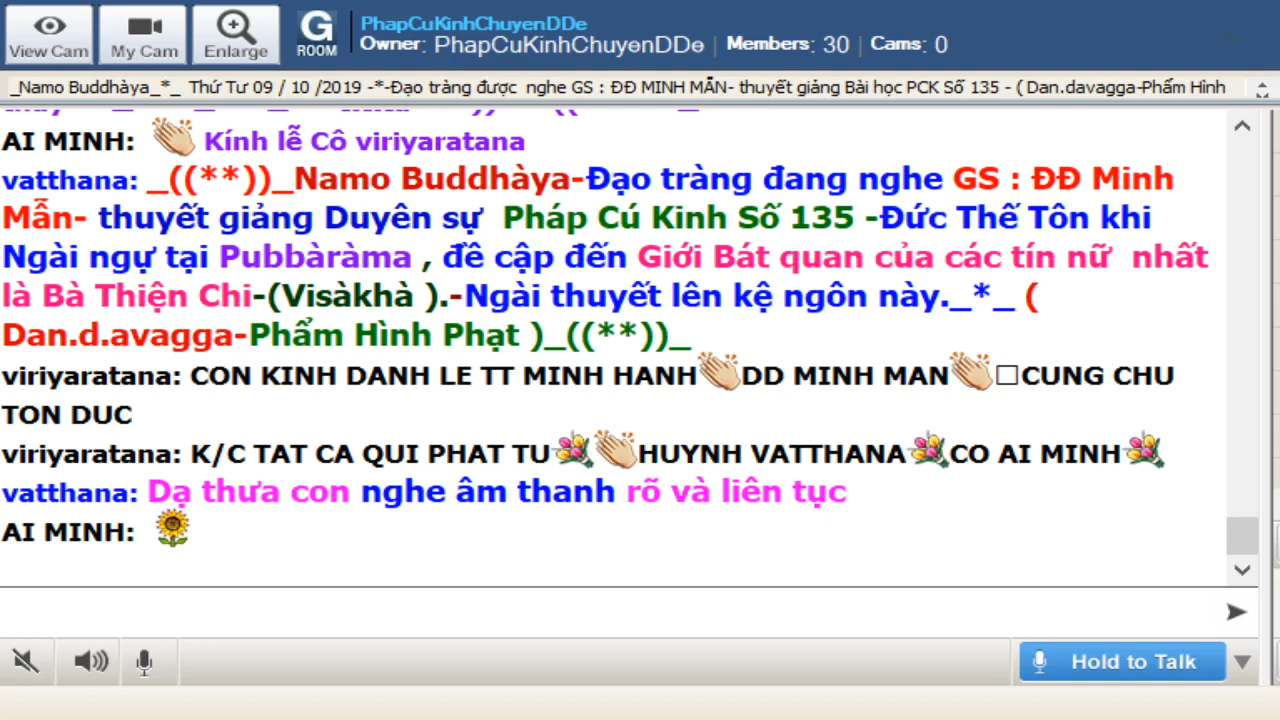 View Cam
My Cam
Enlarge
G
ROOM
PhapCuKinhChuyenDDe
Owner: PhapCuKinhChuyenDDe | Members: 30 | Cams: 0
_Namo Buddhàya_*_ Thứ Tư 09 / 10 /2019 -*-Đạo tràng được nghe GS : ĐĐ MINH MẪN- thuyết giảng Bài học PCK Số 135 - ( Dan.davagga-Phẩm Hình
AI MINH: Kính lễ Cô viriyaratana
vatthana: _((**))_Namo Buddhàya-Đạo tràng đang nghe GS : ĐĐ Minh
Mẫn- thuyết giảng Duyên sự Pháp Cú Kinh Số 135 -Đức Thế Tôn khi
Ngài ngự tại Pubbàràma , đề cập đến Giới Bát quan của các tín nữ nhất
là Bà Thiện Chi-(Visàkhà ).-Ngài thuyết lên kệ ngôn này._*_ (
Dan.d.avagga-Phẩm Hình Phạt )_((**))_
viriyaratana: CON KINH DANH LE TT MINH HANH DD MINH MAN □CUNG CHU
TON DUC
viriyaratana: K/C TAT CA QUI PHAT TU HUYNH VATTHANA CO AI MINH
vatthana: Dạ thưa con nghe âm thanh rõ và liên tục
AI MINH:
Hold to Talk